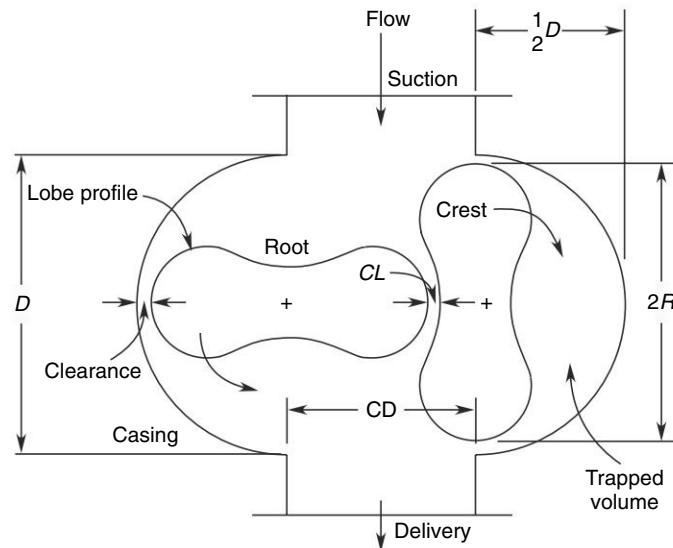 Flow
1/2 D
Suction
Lobe profile
Root
Crest
CL
D
+
+
2R
Clearance
CD
Casing
Trapped
volume
Delivery